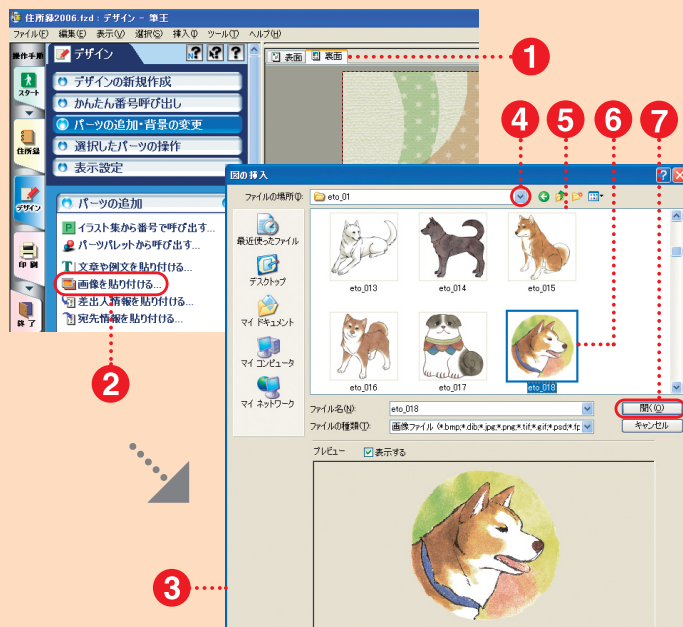 住所録2006.fzd : デザイン - 筆王
ファイル(F) 編集(E) 表示(V) 選択(S) 挿入(I) ツール(T) ヘルプ(H)
操作手順
スタート
住所録
デザイン
印刷
終了
デザイン
デザインの新規作成
かんたん番号呼び出し
パーツの追加・背景の変更
選択したパーツの操作
表示設定
パーツの追加
イラスト集から番号で呼び出す...
パーツパレットから呼び出す...
文章や例文を貼り付ける...
画像を貼り付ける...
差出人情報を貼り付ける...
宛先情報を貼り付ける...
表面 裏面
1
2
3
4 5 6 7
図の挿入
ファイルの場所(I): eto_01
最近使ったファイル
デスクトップ
マイ ドキュメント
マイ コンピュータ
マイ ネットワーク
eto_013 eto_014 eto_015
eto_016 eto_017 eto_018
ファイル名(N): eto_018 開く(O)
ファイルの種類(T): 画像ファイル (*.bmp;*.dib;*.jpg;*.png;*.tif;*.gif;*.psd;*.fp キャンセル
プレビュー 表示する